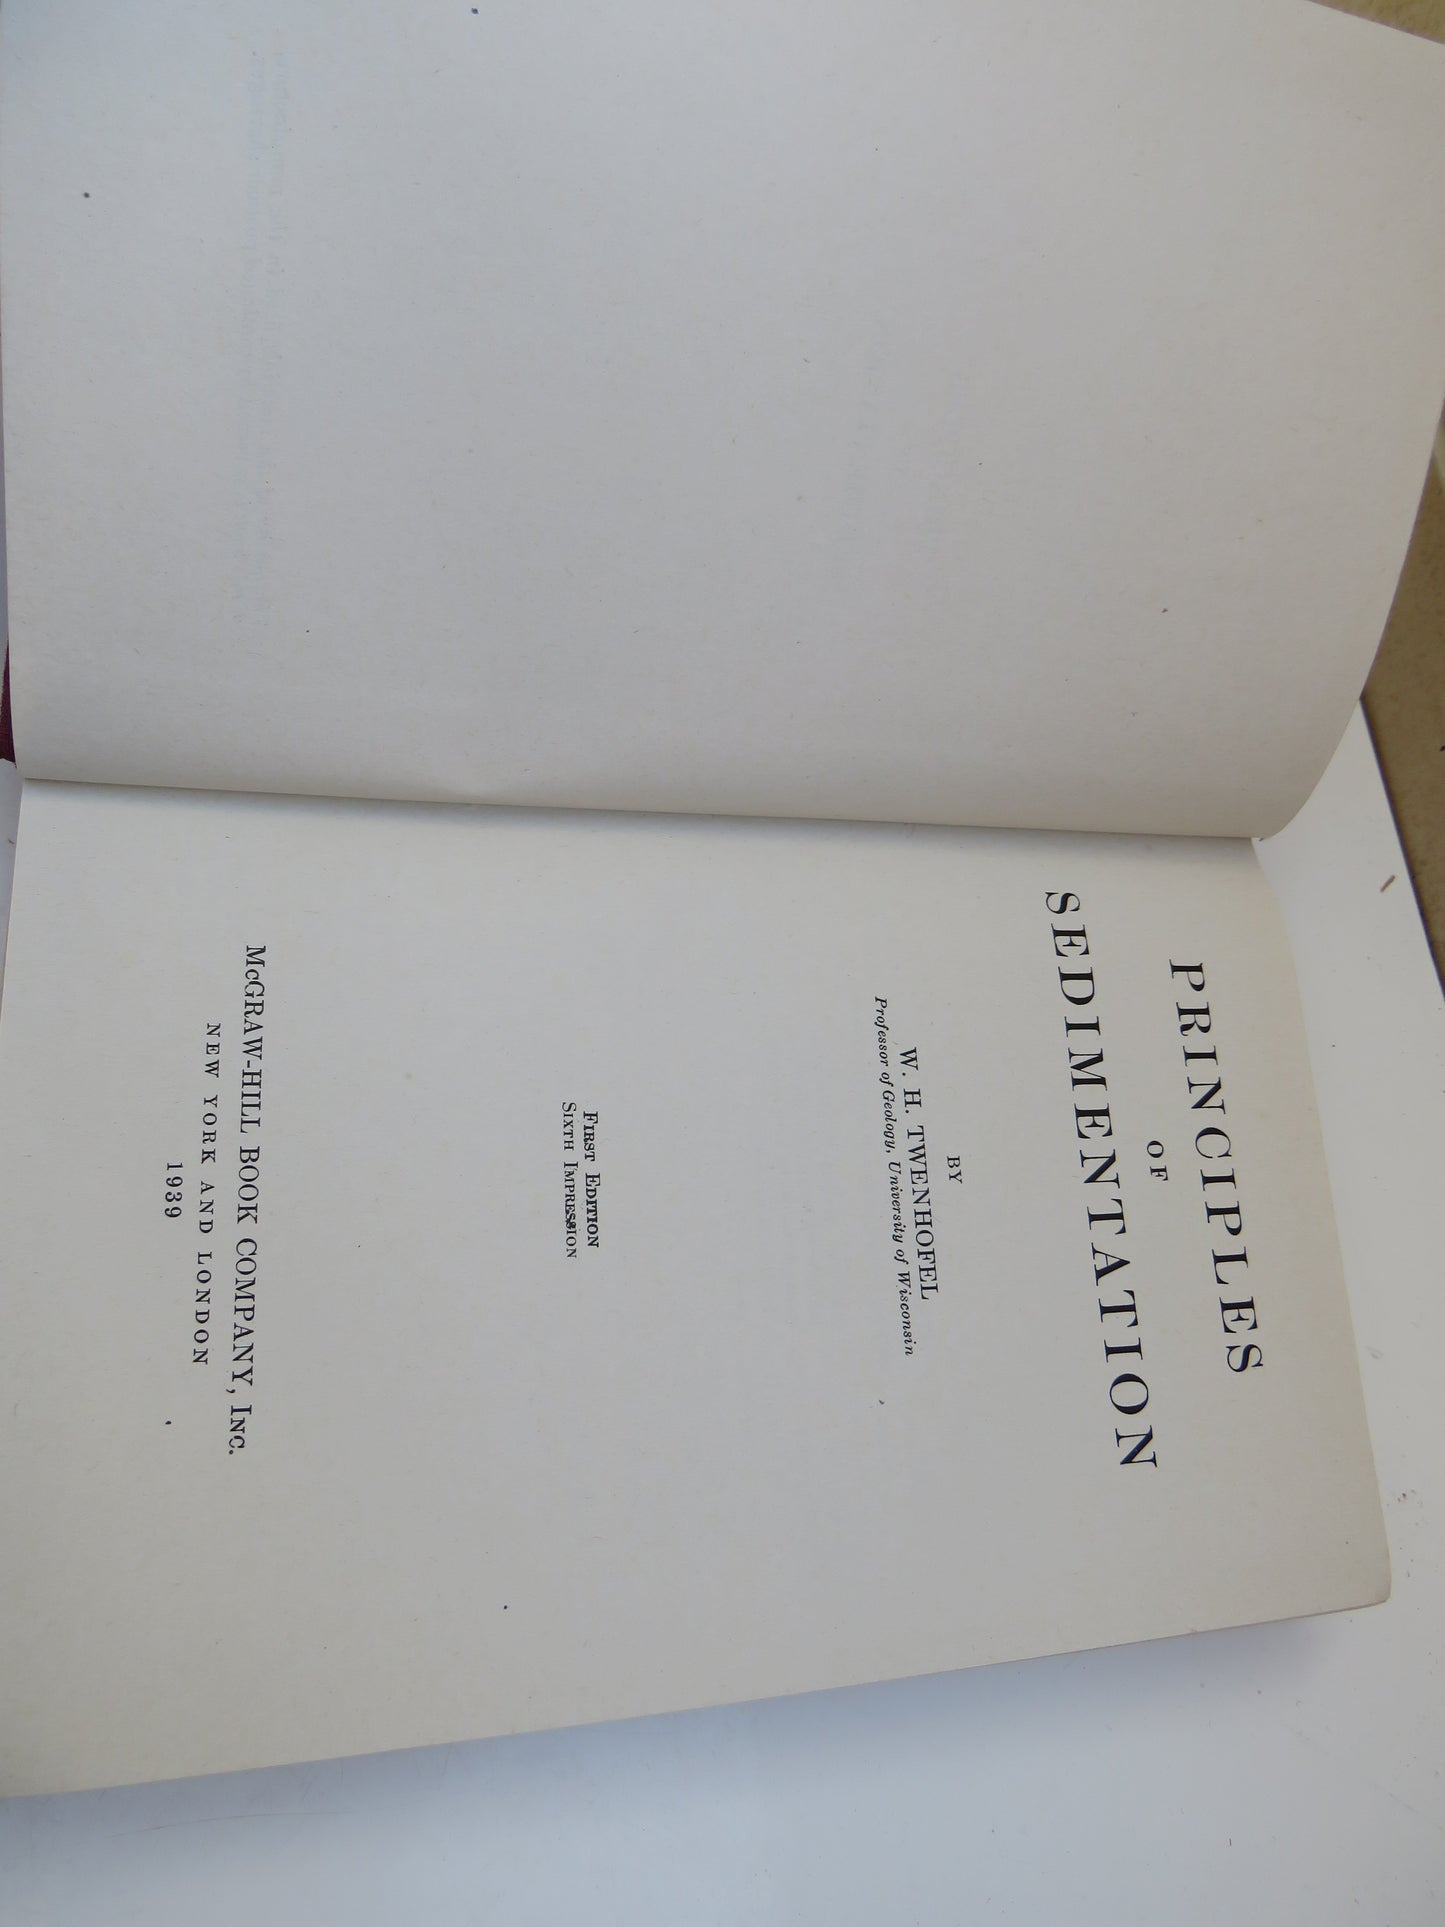 PRINCIPLES
OF
SEDIMENTATION
BY
W. H. TWENHOFEL
Professor of Geology, University of Wisconsin
FIRST EDITION
SIXTH IMPRESSION
McGRAW-HILL BOOK COMPANY, INC.
NEW YORK AND LONDON
1939